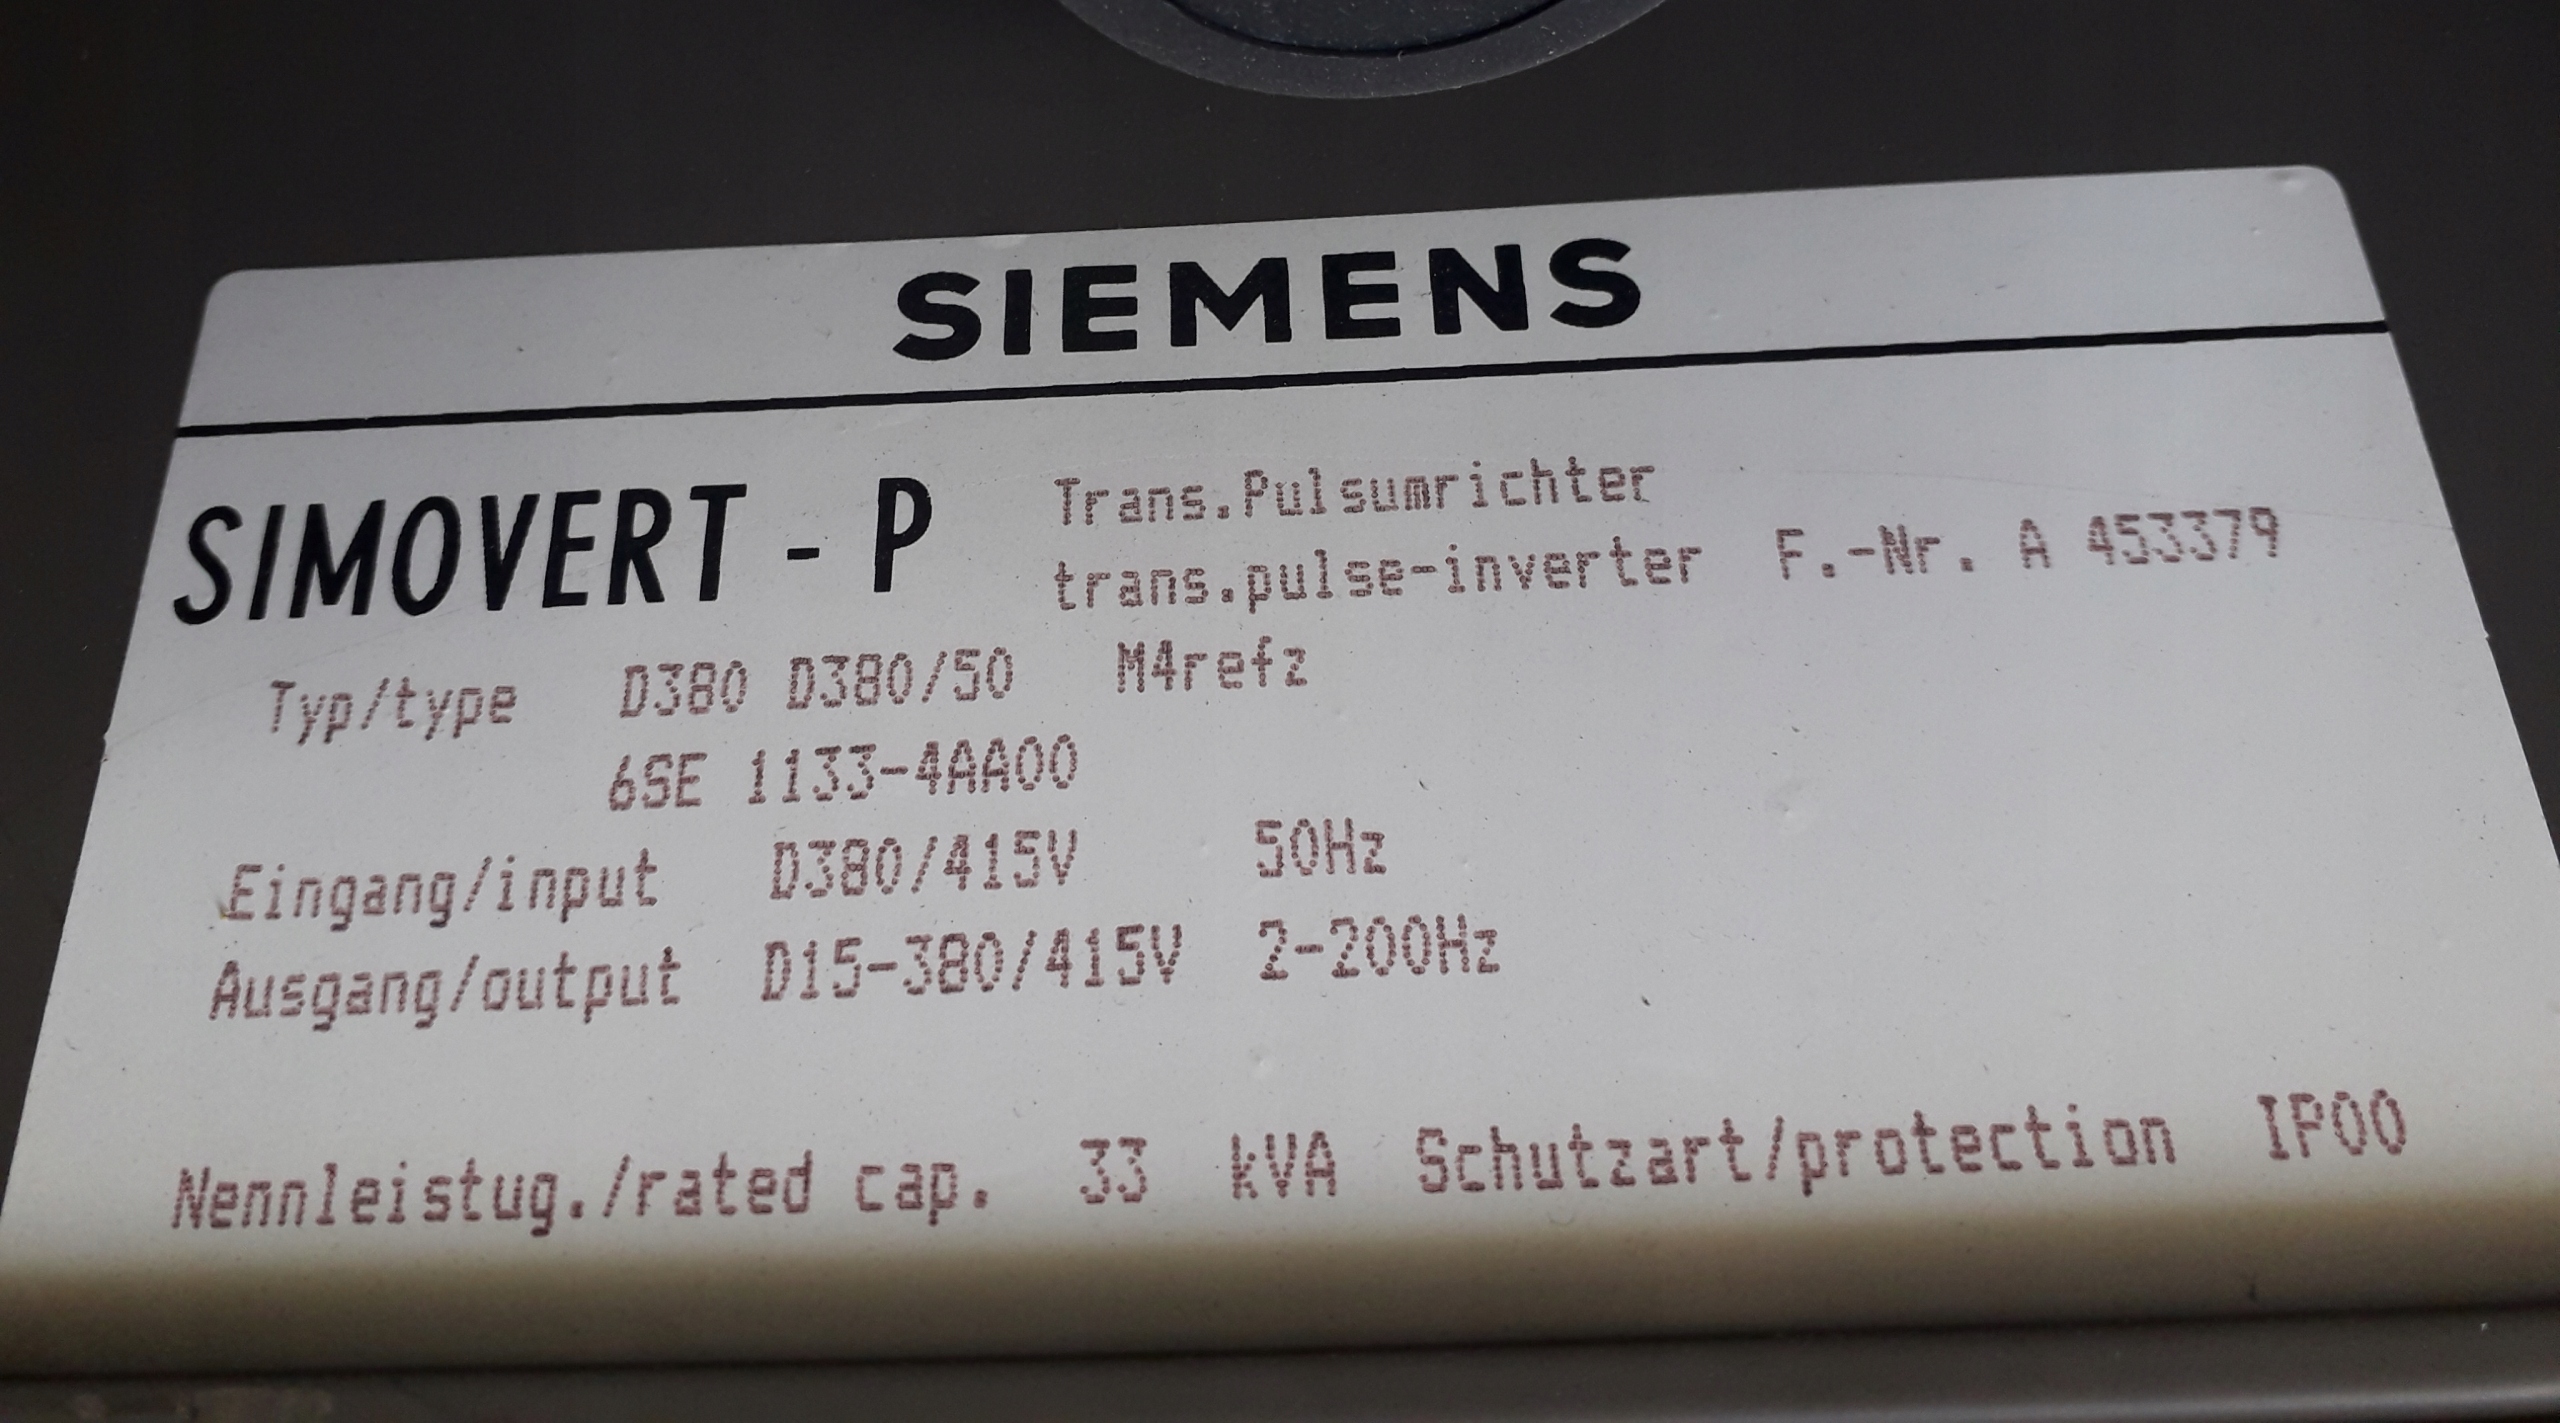 SIEMENS
SIMOVERT - P
Trans.Pulsumrichter
trans.pulse-inverter F.-Nr. A 453379
Typ/type D380 D380/50 M4retz
6SE 1133-4AA00
Eingang/input D380/415V 50Hz
Ausgang/output D15-380/415V 2-200Hz
Nennleistug./rated cap. 33 kVA Schutzart/protection IP00